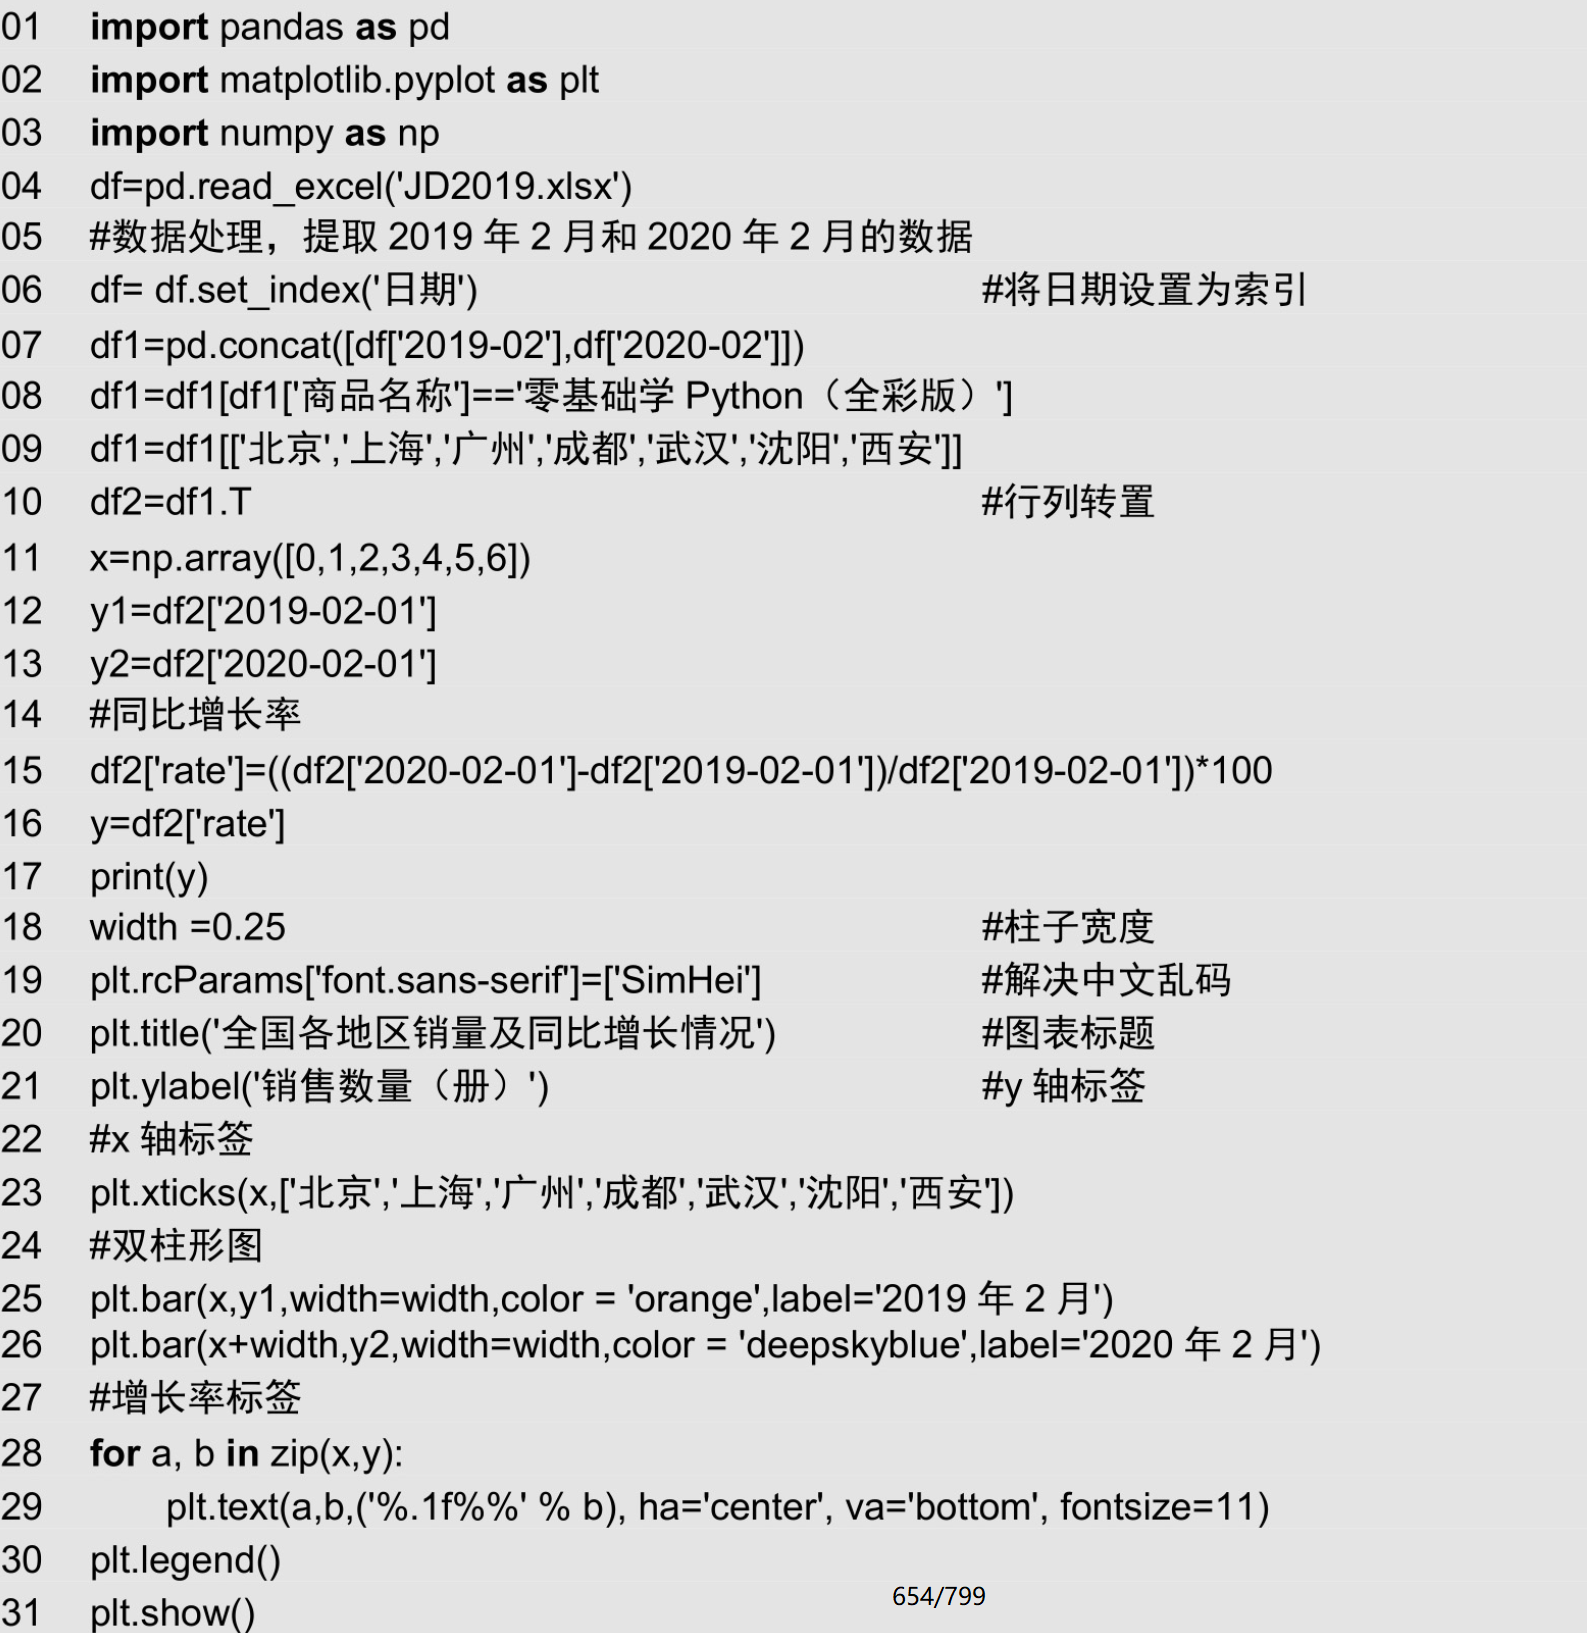 01 import pandas as pd
02 import matplotlib.pyplot as plt
03 import numpy as np
04 df=pd.read_excel('JD2019.xlsx')
05 #数据处理，提取 2019 年 2 月和 2020 年 2 月的数据
06 df= df.set_index('日期') #将日期设置为索引
07 df1=pd.concat([df['2019-02'],df['2020-02']])
08 df1=df1[df1['商品名称']=='零基础学 Python（全彩版）']
09 df1=df1[['北京','上海','广州','成都','武汉','沈阳','西安']]
10 df2=df1.T #行列转置
11 x=np.array([0,1,2,3,4,5,6])
12 y1=df2['2019-02-01']
13 y2=df2['2020-02-01']
14 #同比增长率
15 df2['rate']=((df2['2020-02-01']-df2['2019-02-01'])/df2['2019-02-01'])*100
16 y=df2['rate']
17 print(y)
18 width =0.25 #柱子宽度
19 plt.rcParams['font.sans-serif']=['SimHei'] #解决中文乱码
20 plt.title('全国各地区销量及同比增长情况') #图表标题
21 plt.ylabel('销售数量（册）') #y 轴标签
22 #x 轴标签
23 plt.xticks(x,['北京','上海','广州','成都','武汉','沈阳','西安'])
24 #双柱形图
25 plt.bar(x,y1,width=width,color = 'orange',label='2019 年 2 月')
26 plt.bar(x+width,y2,width=width,color = 'deepskyblue',label='2020 年 2 月')
27 #增长率标签
28 for a, b in zip(x,y):
29 plt.text(a,b,('%.1f%%' % b), ha='center', va='bottom', fontsize=11)
30 plt.legend()
654/799
31 plt.show()